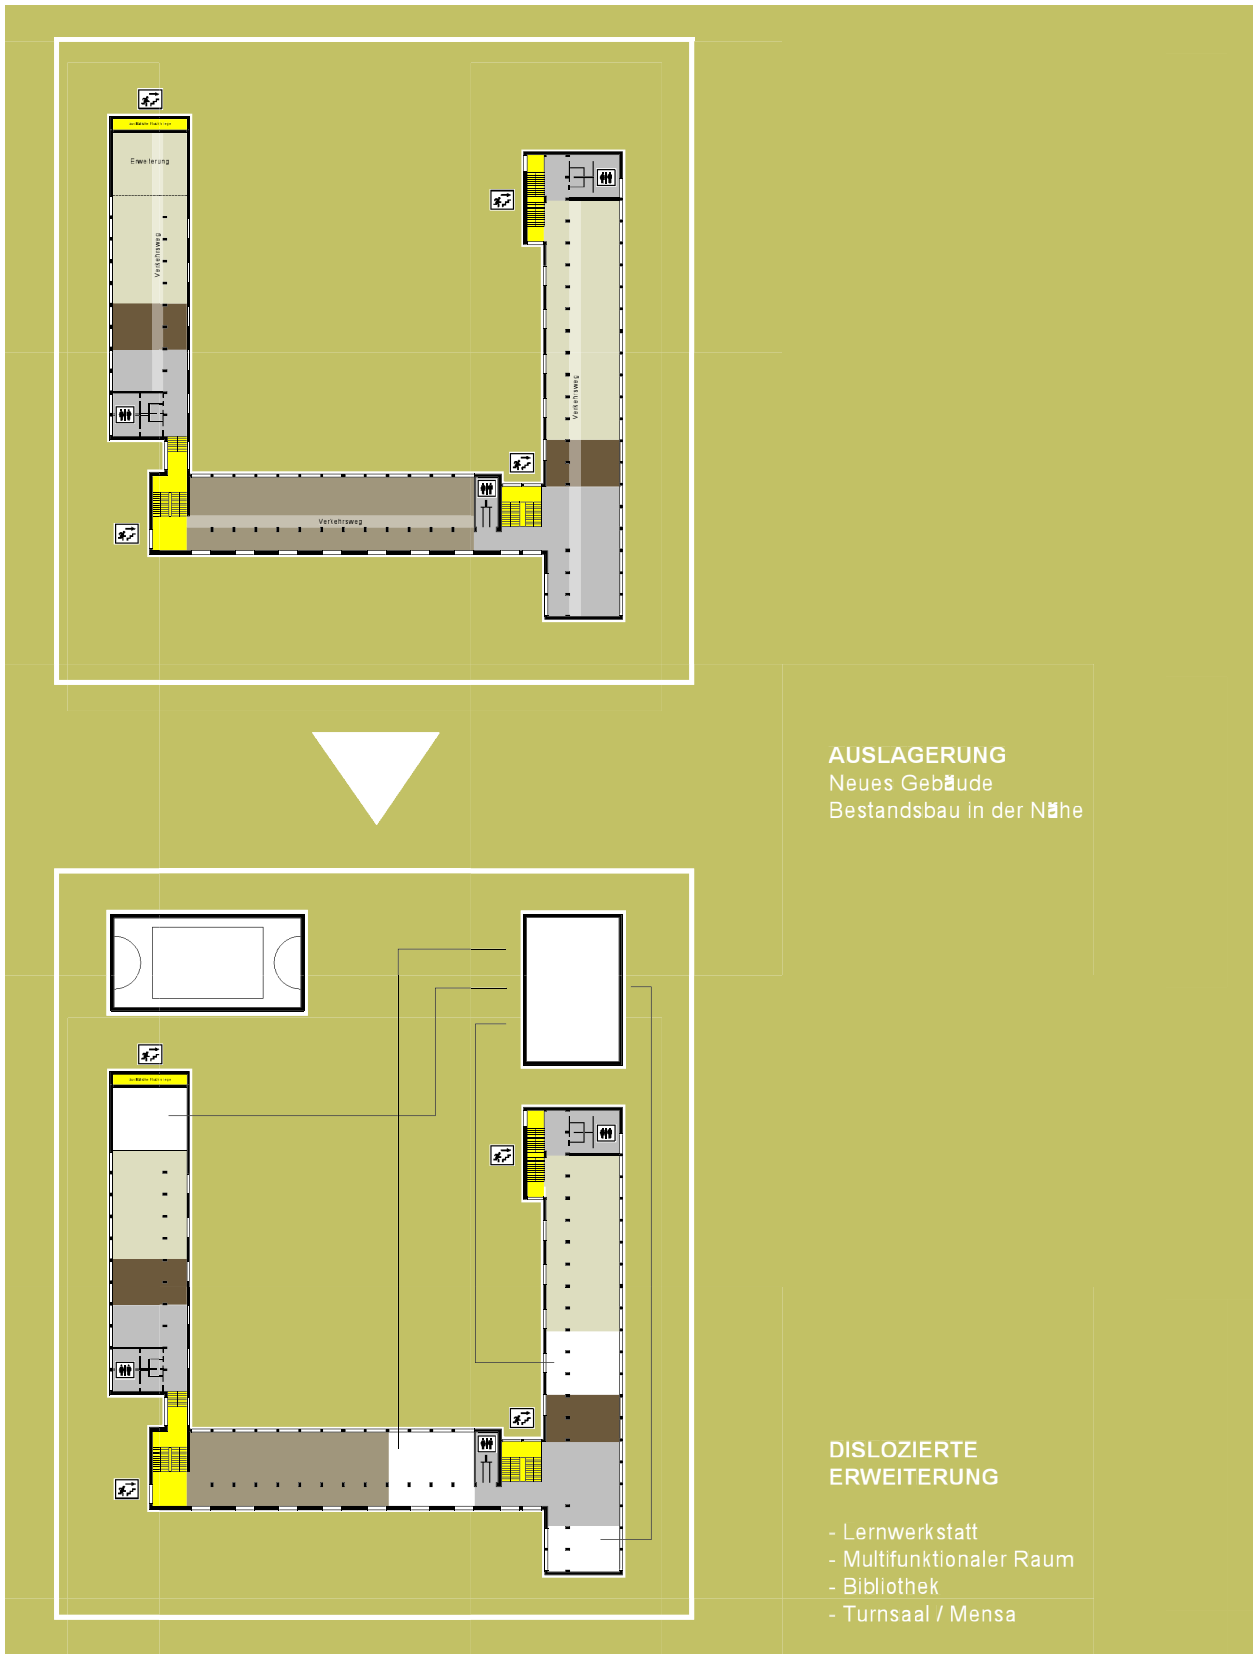 Erweiterung
Verkehrsweg
Verkehrsweg
Verkehrsweg
AUSLAGERUNG
Neues Gebäude
Bestandsbau in der Nähe
DISLOZIERTE
ERWEITERUNG
- Lernwerkstatt
- Multifunktionaler Raum
- Bibliothek
- Turnsaal / Mensa